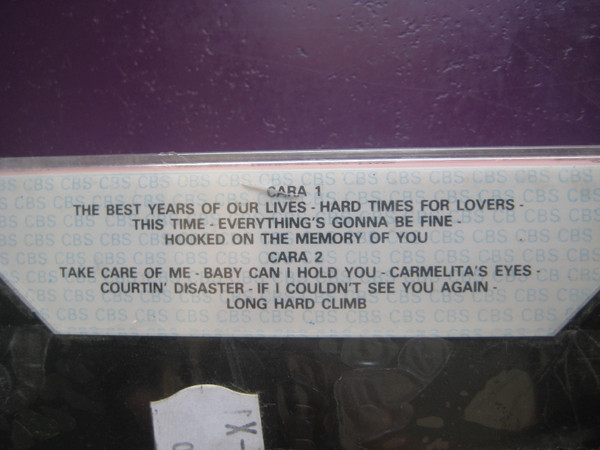 CARA 1
THE BEST YEARS OF OUR LIVES - HARD TIMES FOR LOVERS -
THIS TIME - EVERYTHING'S GONNA BE FINE -
HOOKED ON THE MEMORY OF YOU
CARA 2
TAKE CARE OF ME - BABY CAN I HOLD YOU - CARMELITA'S EYES -
COURTIN' DISASTER - IF I COULDN'T SEE YOU AGAIN -
LONG HARD CLIMB